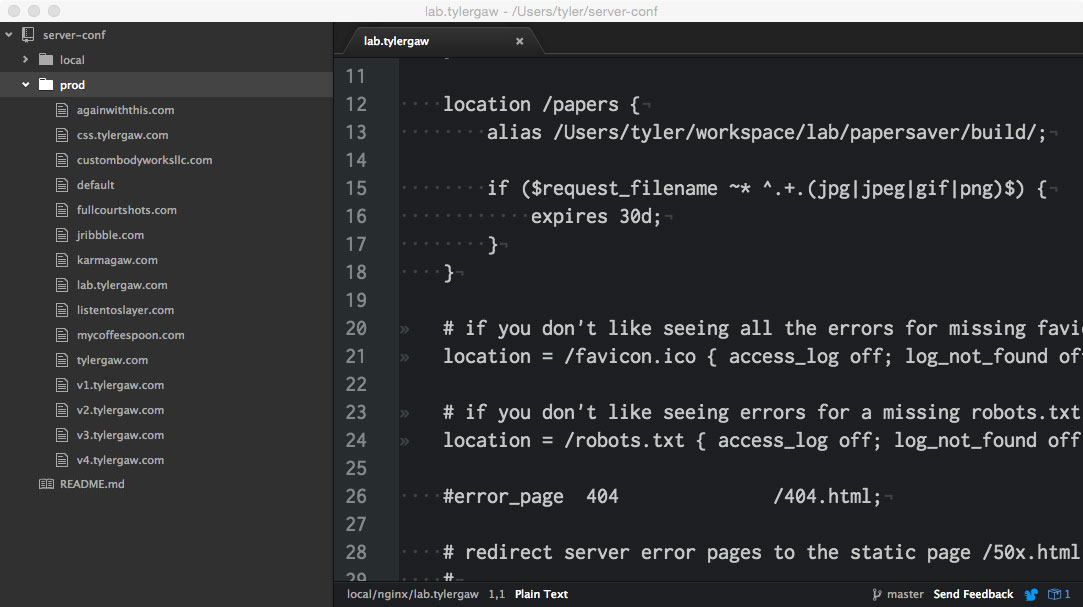 lab.tylergaw - /Users/tyler/server-conf
server-conf
local
prod
againwiththis.com
css.tylergaw.com
custombodyworksllc.com
default
fullcourtshots.com
jribbble.com
karmagaw.com
lab.tylergaw.com
listentoslayer.com
mycoffeespoon.com
tylergaw.com
v1.tylergaw.com
v2.tylergaw.com
v3.tylergaw.com
v4.tylergaw.com
README.md
lab.tylergaw
11
12 location /papers {
13 alias /Users/tyler/workspace/lab/papersaver/build/;
14
15 if ($request_filename ~* ^.+.(jpg|jpeg|gif|png)$) {
16 expires 30d;
17 }
18 }
19
20 # if you don't like seeing all the errors for missing favi
21 location = /favicon.ico { access_log off; log_not_found of
22
23 # if you don't like seeing errors for a missing robots.txt
24 location = /robots.txt { access_log off; log_not_found off
25
26 #error_page 404 /404.html;
27
28 # redirect server error pages to the static page /50x.html
29 #
local/nginx/lab.tylergaw 1,1 Plain Text master Send Feedback 1